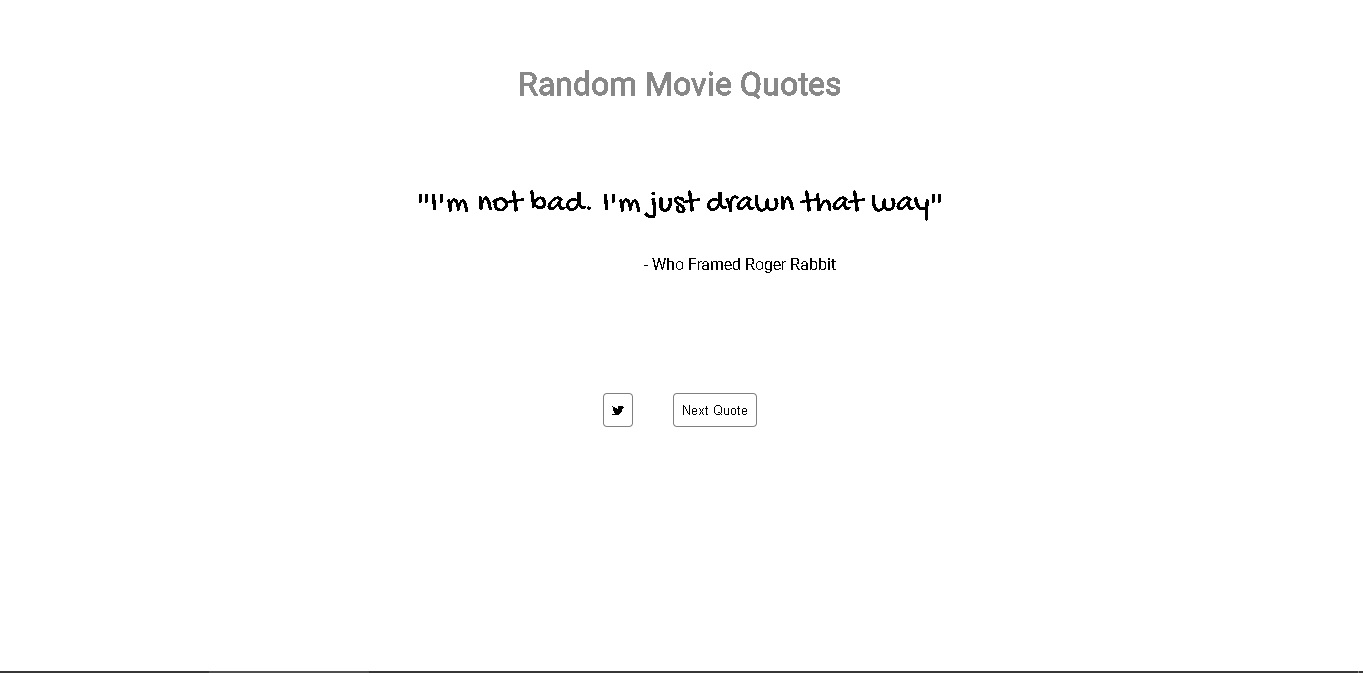 Random Movie Quotes
"I'm not bad. I'm just drawn that way"
- Who Framed Roger Rabbit
Next Quote